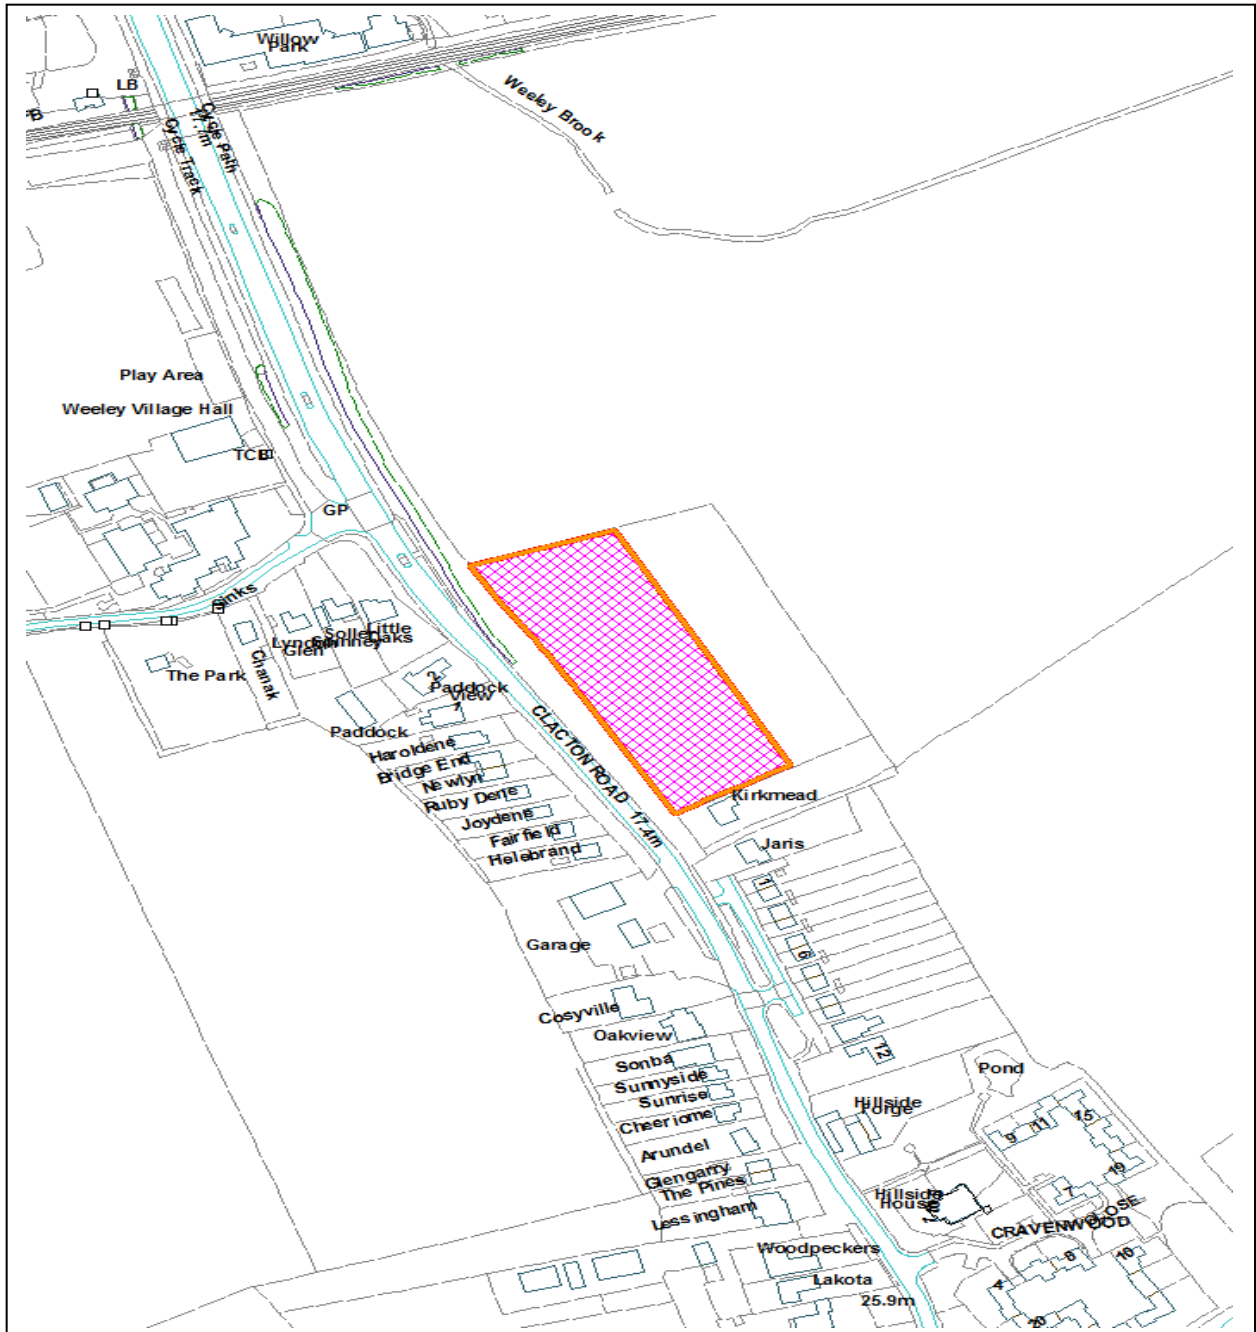 Willow
Park
LB
Weeley Brook
Cycle Path
Cycle Track
Play Area
Weeley Village Hall
TCB
GP
Sinks
Little
Oaks
Lyndon
Glen
Chanak
The Park
2
Paddock
View
1
Paddock
CLACTON ROAD
17.4m
Haroldene
Bridge End
Newlyn
Ruby Dene
Joydene
Fairfield
Helebrand
Kirkmead
Jaris
1
6
12
Garage
Cosyville
Oakview
Sonba
Sunnyside
Sunrise
Cheeriome
Arundel
Glengarry
The Pines
Lessingham
Pond
Hillside
Forge
9
11
15
19
7
Hillside
House
CRAVENWOOD
CLOSE
Woodpeckers
Lakota
25.9m
8
10
4
20